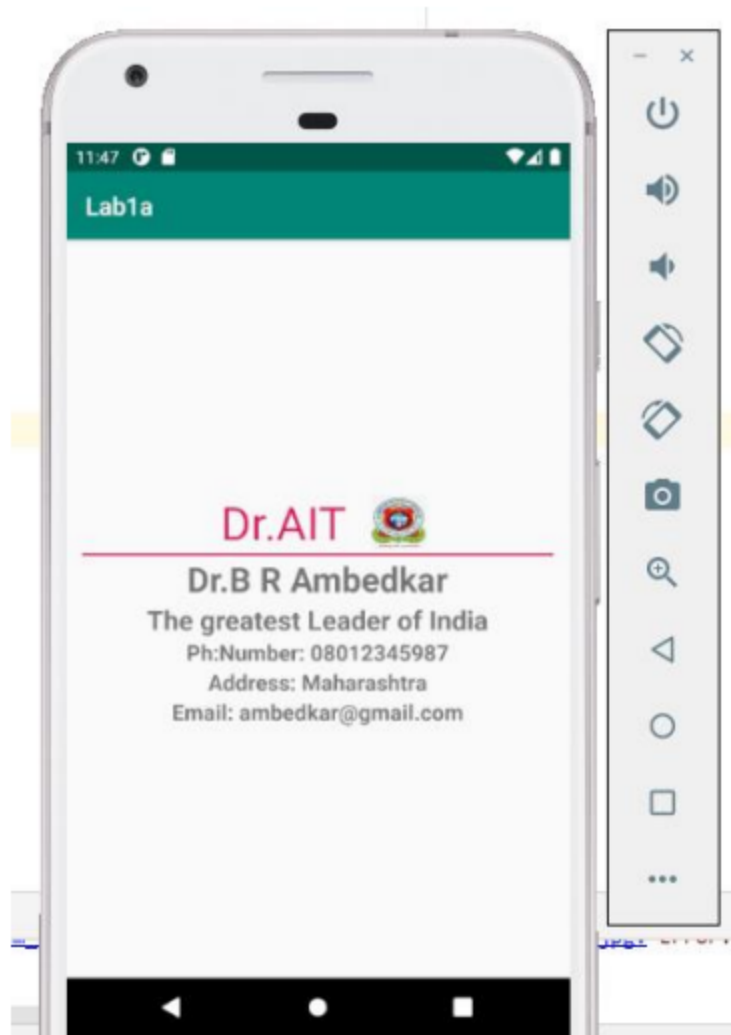 11:47
Lab1a
Dr.AIT
Dr.B R Ambedkar
The greatest Leader of India
Ph:Number: 08012345987
Address: Maharashtra
Email: ambedkar@gmail.com